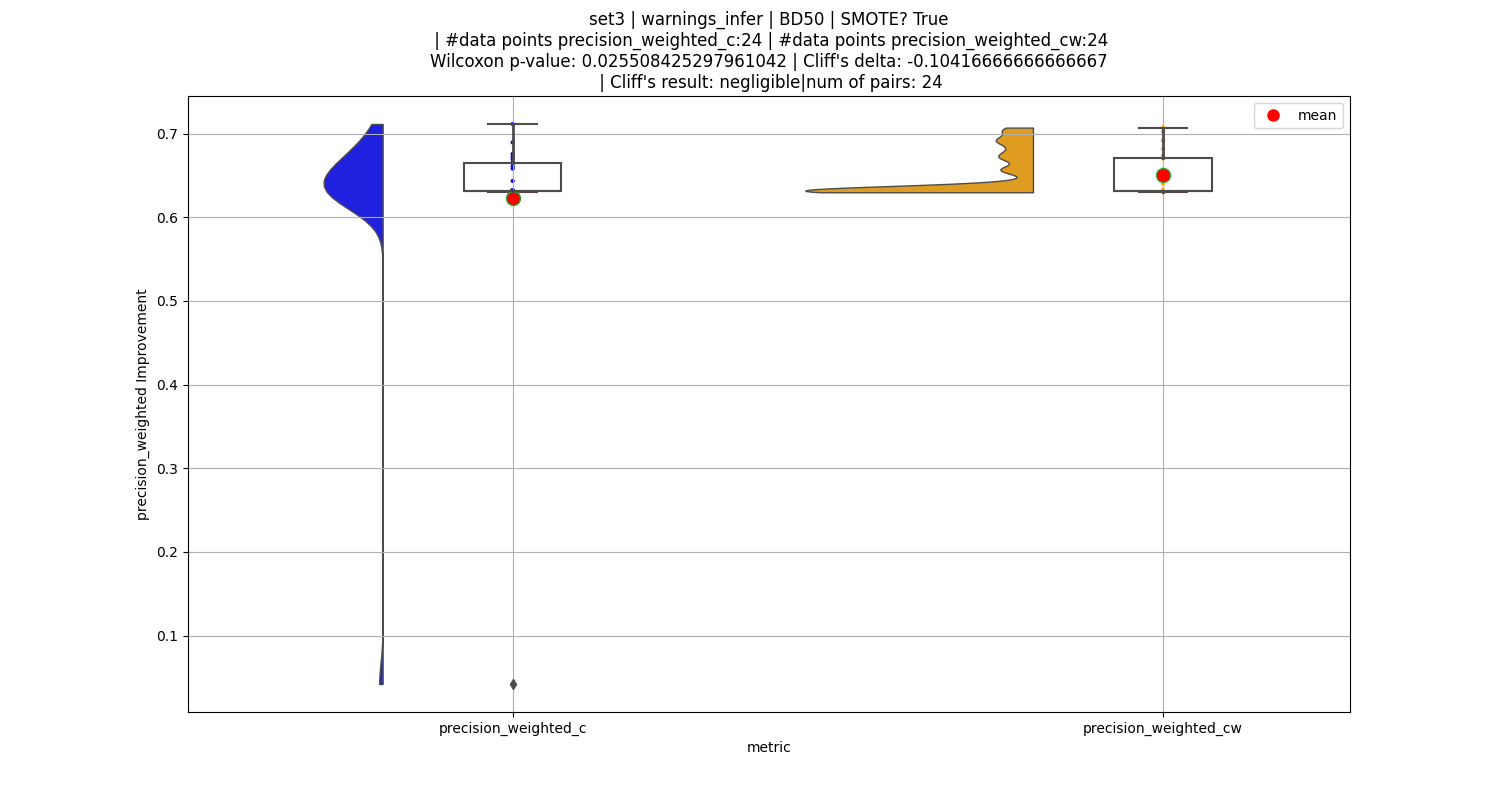 set3 | warnings_infer | BD50 | SMOTE? True
| #data points precision_weighted_c:24 | #data points precision_weighted_cw:24
Wilcoxon p-value: 0.025508425297961042 | Cliff's delta: -0.10416666666666667
| Cliff's result: negligible|num of pairs: 24
mean
0.7
0.6
0.5
0.4
0.3
0.2
0.1
precision_weighted Improvement
precision_weighted_c
precision_weighted_cw
metric